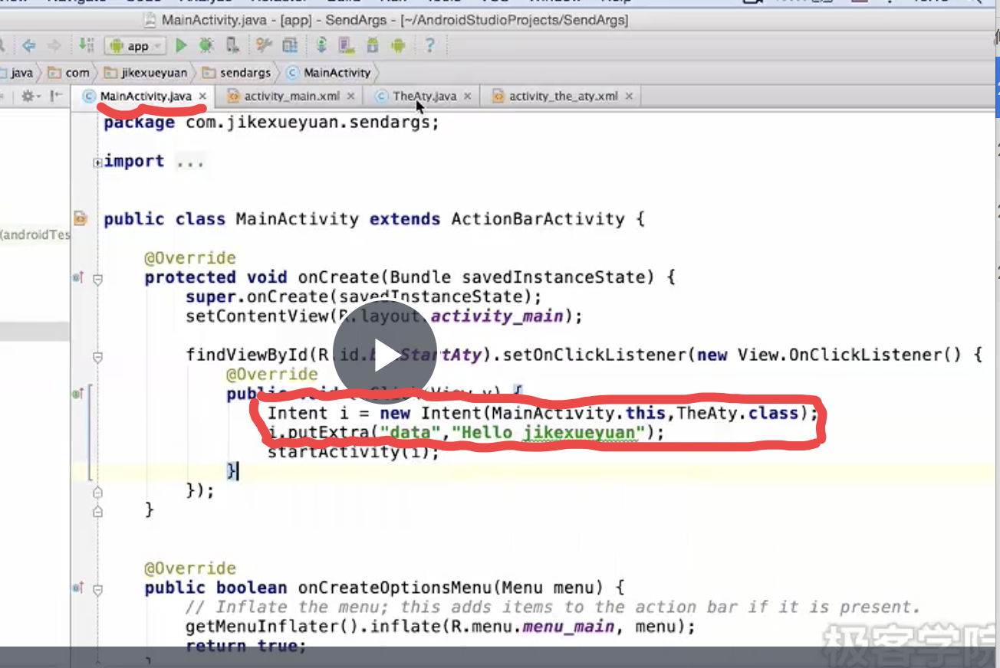 MainActivity.java - [app] - SendArgs - [~/AndroidStudioProjects/SendArgs]
app
?
java com jikexueyuan sendargs MainActivity
MainActivity.java activity_main.xml TheAty.java activity_the_aty.xml
package com.jikexueyuan.sendargs;
import ...
public class MainActivity extends ActionBarActivity {
(androidTes
@Override
protected void onCreate(Bundle savedInstanceState) {
super.onCreate(savedInstanceState);
setContentView(R.layout.activity_main);
findViewById(R.id. StartAty).setOnClickListener(new View.OnClickListener() {
@Override
public void onClick(View v) {
Intent i = new Intent(MainActivity.this,TheAty.class);
i.putExtra("data","Hello jikexueyuan");
startActivity(i);
}
});
}
@Override
public boolean onCreateOptionsMenu(Menu menu) {
// Inflate the menu; this adds items to the action bar if it is present.
getMenuInflater().inflate(R.menu.menu_main, menu);
return true;
极客学院